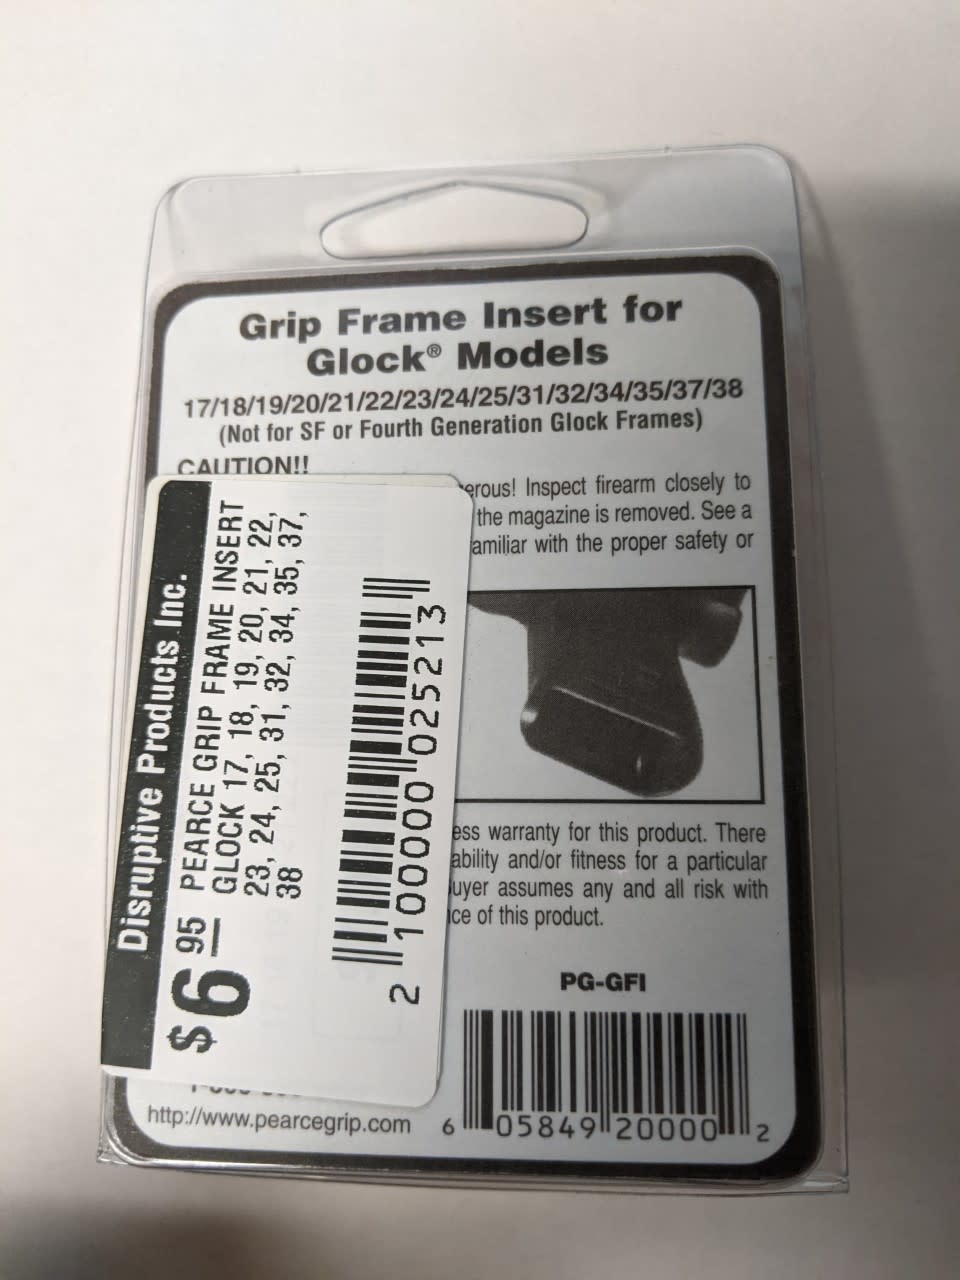 Grip Frame Insert for
Glock® Models
17/18/19/20/21/22/23/24/25/31/32/34/35/37/38
(Not for SF or Fourth Generation Glock Frames)
CAUTION!!
erous! Inspect firearm closely to
the magazine is removed. See a
amiliar with the proper safety or
Disruptive Products Inc.
$6 95
PEARCE GRIP FRAME INSERT
GLOCK 17, 18, 19, 20, 21, 22,
23, 24, 25, 31, 32, 34, 35, 37,
38
2 10000 02521 3
ess warranty for this product. There
ability and/or fitness for a particular
uyer assumes any and all risk with
ce of this product.
PG-GFI
http://www.pearcegrip.com
6 05849 20000 2